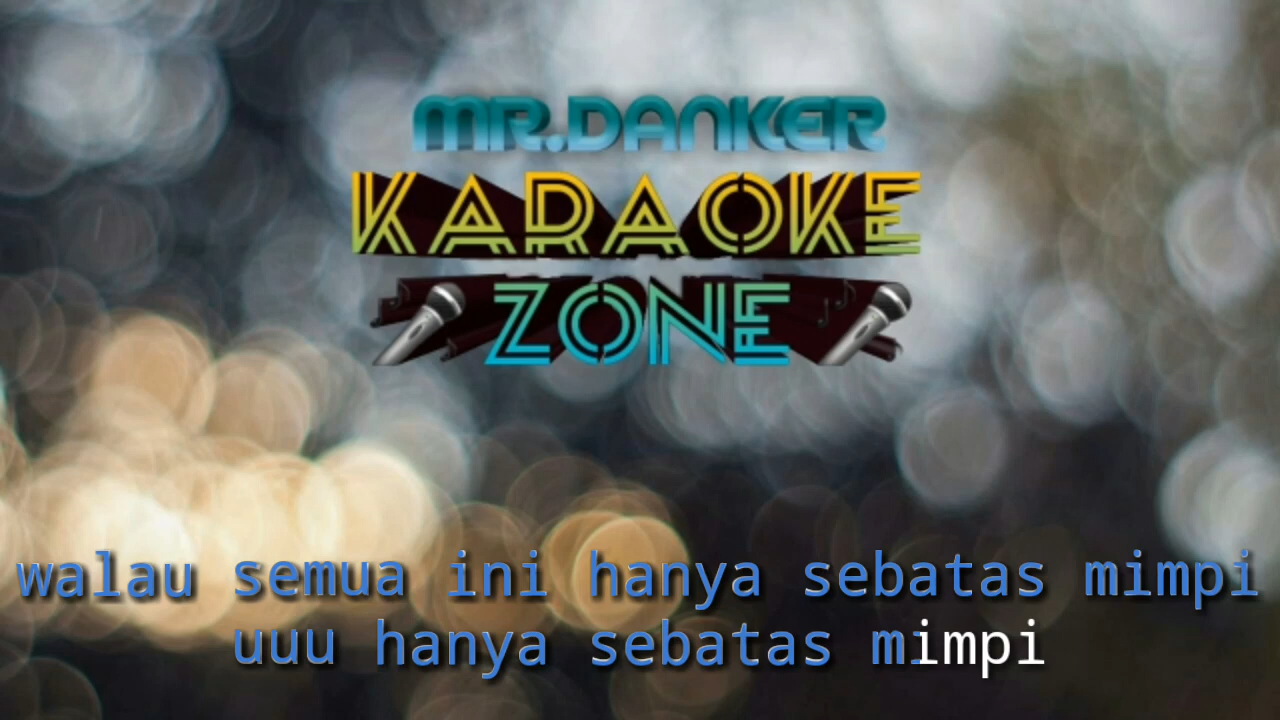 MR.DANKER
KARAOKE
ZONE
walau semua ini hanya sebatas mimpi
uuu hanya sebatas mimpi